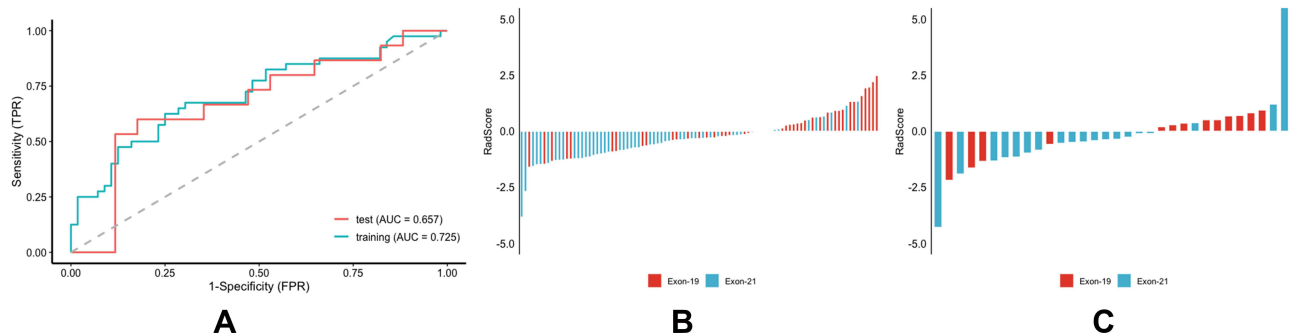 1.00
0.75
0.50
0.25
0.00
Sensitivity (TPR)
test (AUC = 0.657)
training (AUC = 0.725)
0.00 0.25 0.50 0.75 1.00
1-Specificity (FPR)
A
5.0
2.5
0.0
-2.5
-5.0
RadScore
Exon-19 Exon-21
B
5.0
2.5
0.0
-2.5
-5.0
RadScore
Exon-19 Exon-21
C